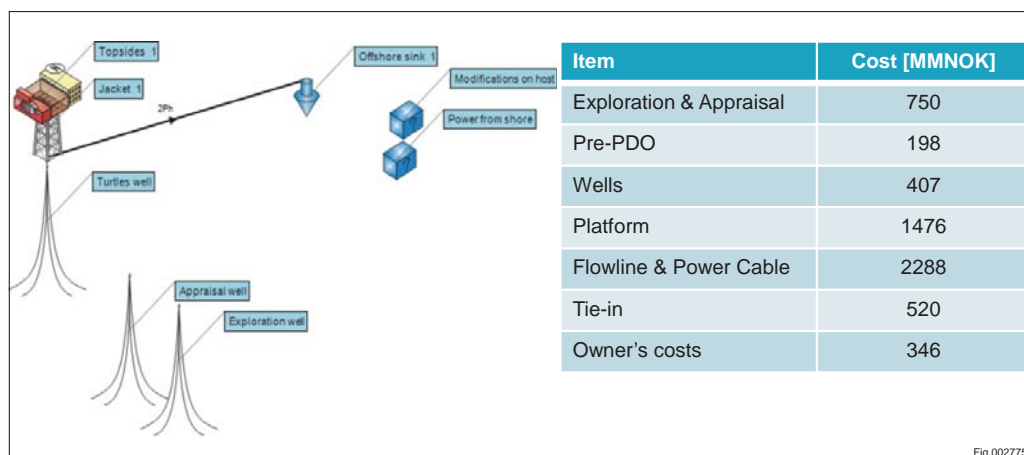 Topsides 1
Jacket 1
2Ph
Offshore sink 1
Modifications on host
Power from shore
Turtles well
Appraisal well
Exploration well
Item Cost [MMNOK]
Exploration & Appraisal 750
Pre-PDO 198
Wells 407
Platform 1476
Flowline & Power Cable 2288
Tie-in 520
Owner's costs 346
Fig.002775